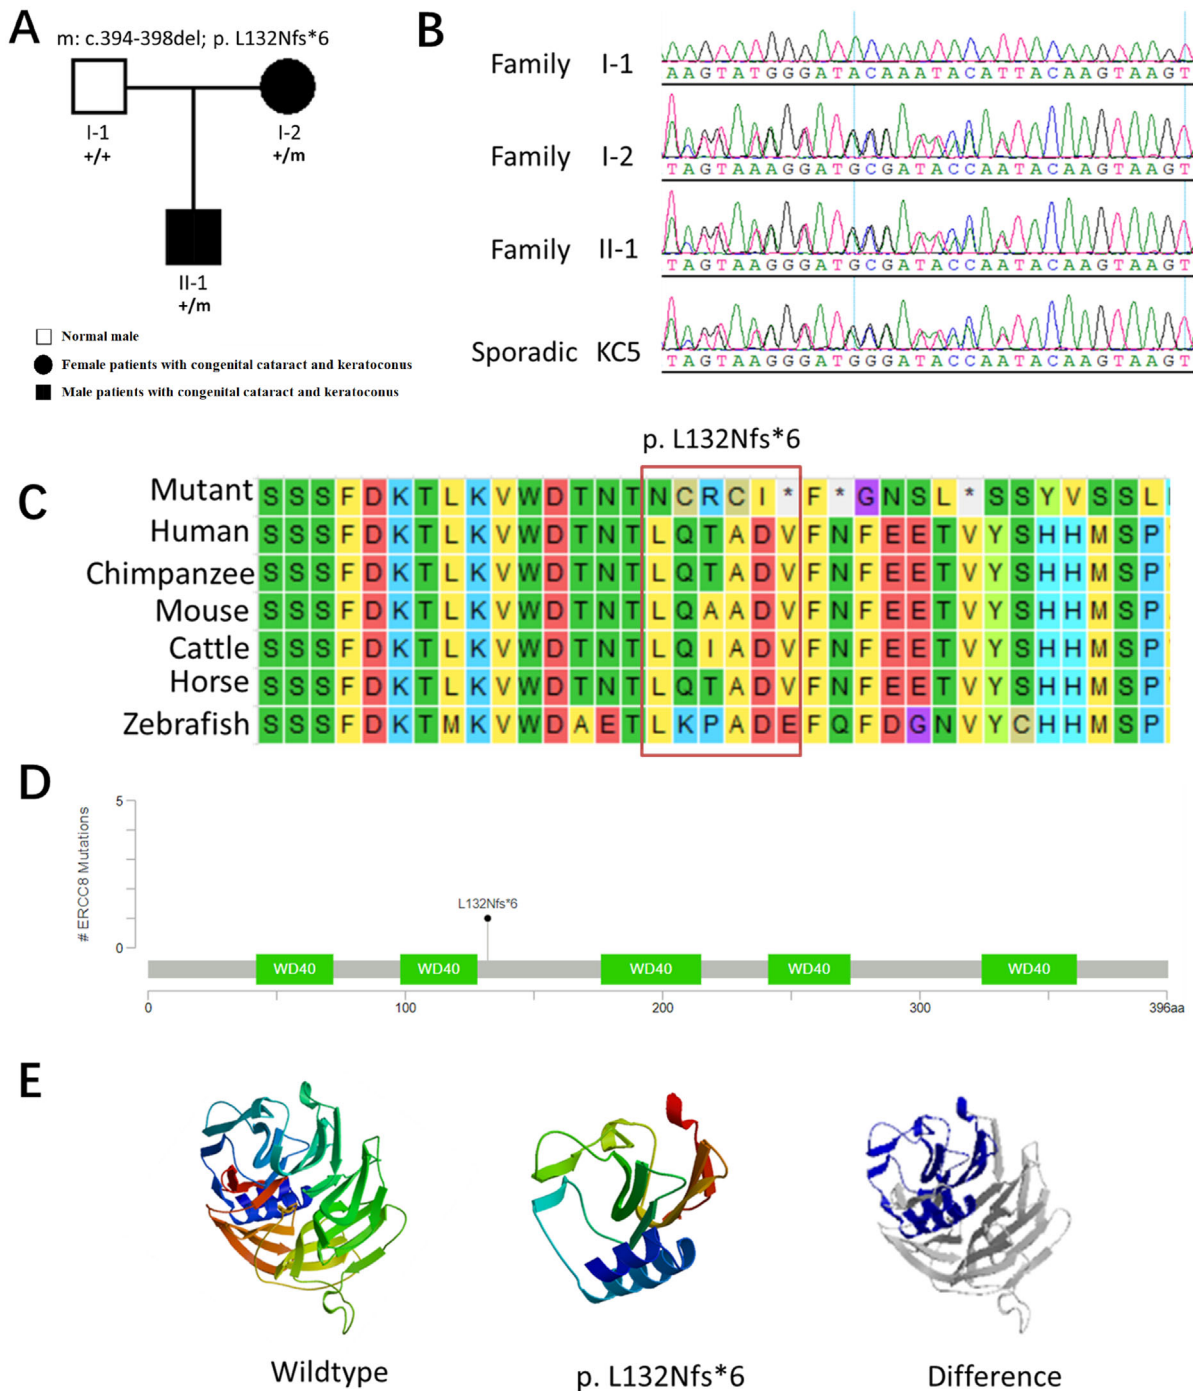 A
m: c.394-398del; p. L132Nfs*6
I-1
+/+
I-2
+/m
II-1
+/m
Normal male
Female patients with congenital cataract and keratoconus
Male patients with congenital cataract and keratoconus
B
Family I-1
AAGTATGGGATACAAATACATTACAAGTAAGT
Family I-2
TAGTAAAGGATGCGATACCAATACAAGTAAGT
Family II-1
TAGTAAGGGATGCGATACCAATACAAGTAAGT
Sporadic KC5
TAGTAAGGGATGGGATACCAATACAAGTAAGT
p. L132Nfs*6
C
Mutant SSSFDKTLKVWDTNTNCRCI*F*GNSL*SSYVSSL
Human SSSFDKTLKVWDTNTLQTADVFNFEETVYSHHMSP
Chimpanzee SSSFDKTLKVWDTNTLQTADVFNFEETVYSHHMSP
Mouse SSSFDKTLKVWDTNTLQAADVFNFEETVYSHHMSP
Cattle SSSFDKTLKVWDTNTLQIADVFNFEETVYSHHMSP
Horse SSSFDKTLKVWDTNTLQTADVFNFEETVYSHHMSP
Zebrafish SSSFDKTMKVWDAETLKPADEFQFDGNVYCHHMSP
D
# ERCC8 Mutations
5
0
L132Nfs*6
WD40 WD40 WD40 WD40 WD40
0 100 200 300 396aa
E
Wildtype p. L132Nfs*6 Difference